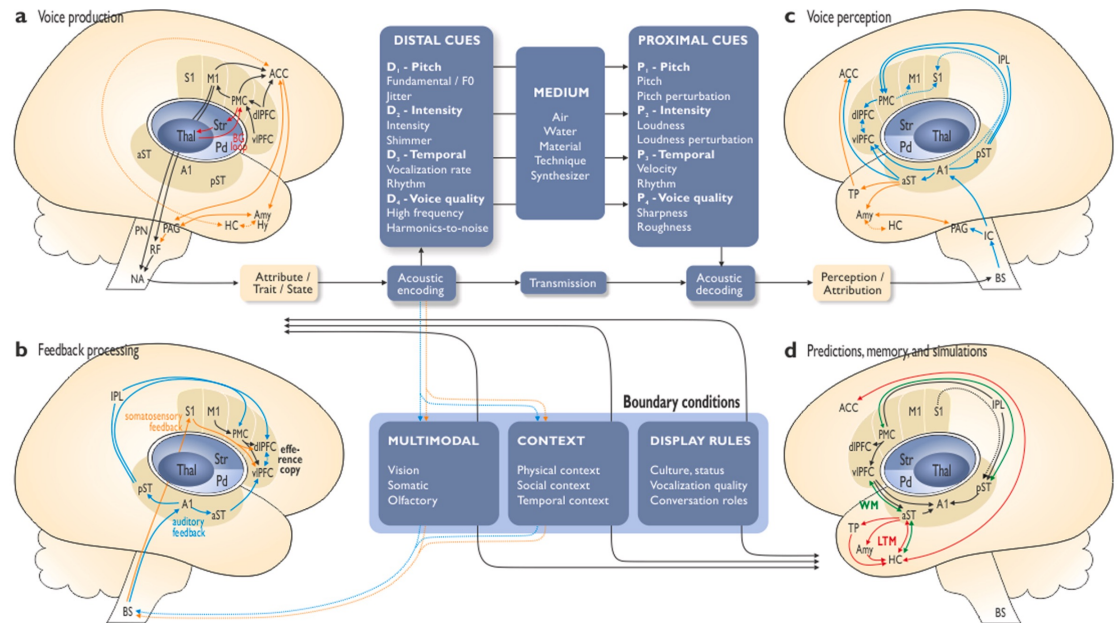 a Voice production
S1
M1
ACC
PMC
dlPFC
vlPFC
Str
Thal
Pd
BG
loop
aST
A1
pST
PN
PAG
RF
HC
Amy
Hy
NA
DISTAL CUES
D₁ - Pitch
Fundamental / F0
Jitter
D₂ - Intensity
Intensity
Shimmer
D₃ - Temporal
Vocalization rate
Rhythm
D₄ - Voice quality
High frequency
Harmonics-to-noise
MEDIUM
Air
Water
Material
Technique
Synthesizer
PROXIMAL CUES
P₁ - Pitch
Pitch
Pitch perturbation
P₂ - Intensity
Loudness
Loudness perturbation
P₃ - Temporal
Velocity
Rhythm
P₄ - Voice quality
Sharpness
Roughness
c Voice perception
ACC
M1
S1
IPL
PMC
dlPFC
vlPFC
Str
Thal
Pd
pST
A1
aST
TP
Amy
HC
PAG
IC
BS
Attribute /
Trait / State
Acoustic
encoding
Transmission
Acoustic
decoding
Perception /
Attribution
b Feedback processing
IPL
S1
M1
somatosensory
feedback
PMC
dlPFC
effe-
rence
copy
vlPFC
Str
Thal
Pd
pST
A1
aST
auditory
feedback
BS
Boundary conditions
MULTIMODAL
Vision
Somatic
Olfactory
CONTEXT
Physical context
Social context
Temporal context
DISPLAY RULES
Culture, status
Vocalization quality
Conversation roles
d Predictions, memory, and simulations
ACC
M1
S1
IPL
PMC
dlPFC
vlPFC
Str
Thal
Pd
pST
WM
A1
aST
TP
LTM
Amy
HC
BS